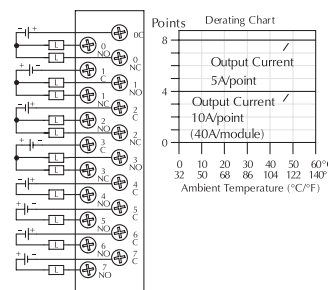 Points Derating Chart
8
Output Current
5A/point
4
Output Current
10A/point
(40A/module)
0
0 10 20 30 40 50 60°C
32 50 68 86 104 122 140°F
Ambient Temperature (°C/°F)
- +
0C
L
0
NO
L
0
NC
+ -
1
C
L
1
NO
L
1
NC
- +
2
C
L
2
NO
L
2
NC
+ -
3
C
L
3
NO
L
3
NC
- +
4
C
L
4
NO
+ -
5
C
L
5
NO
- +
6
C
L
6
NO
+ -
7
C
L
7
NO